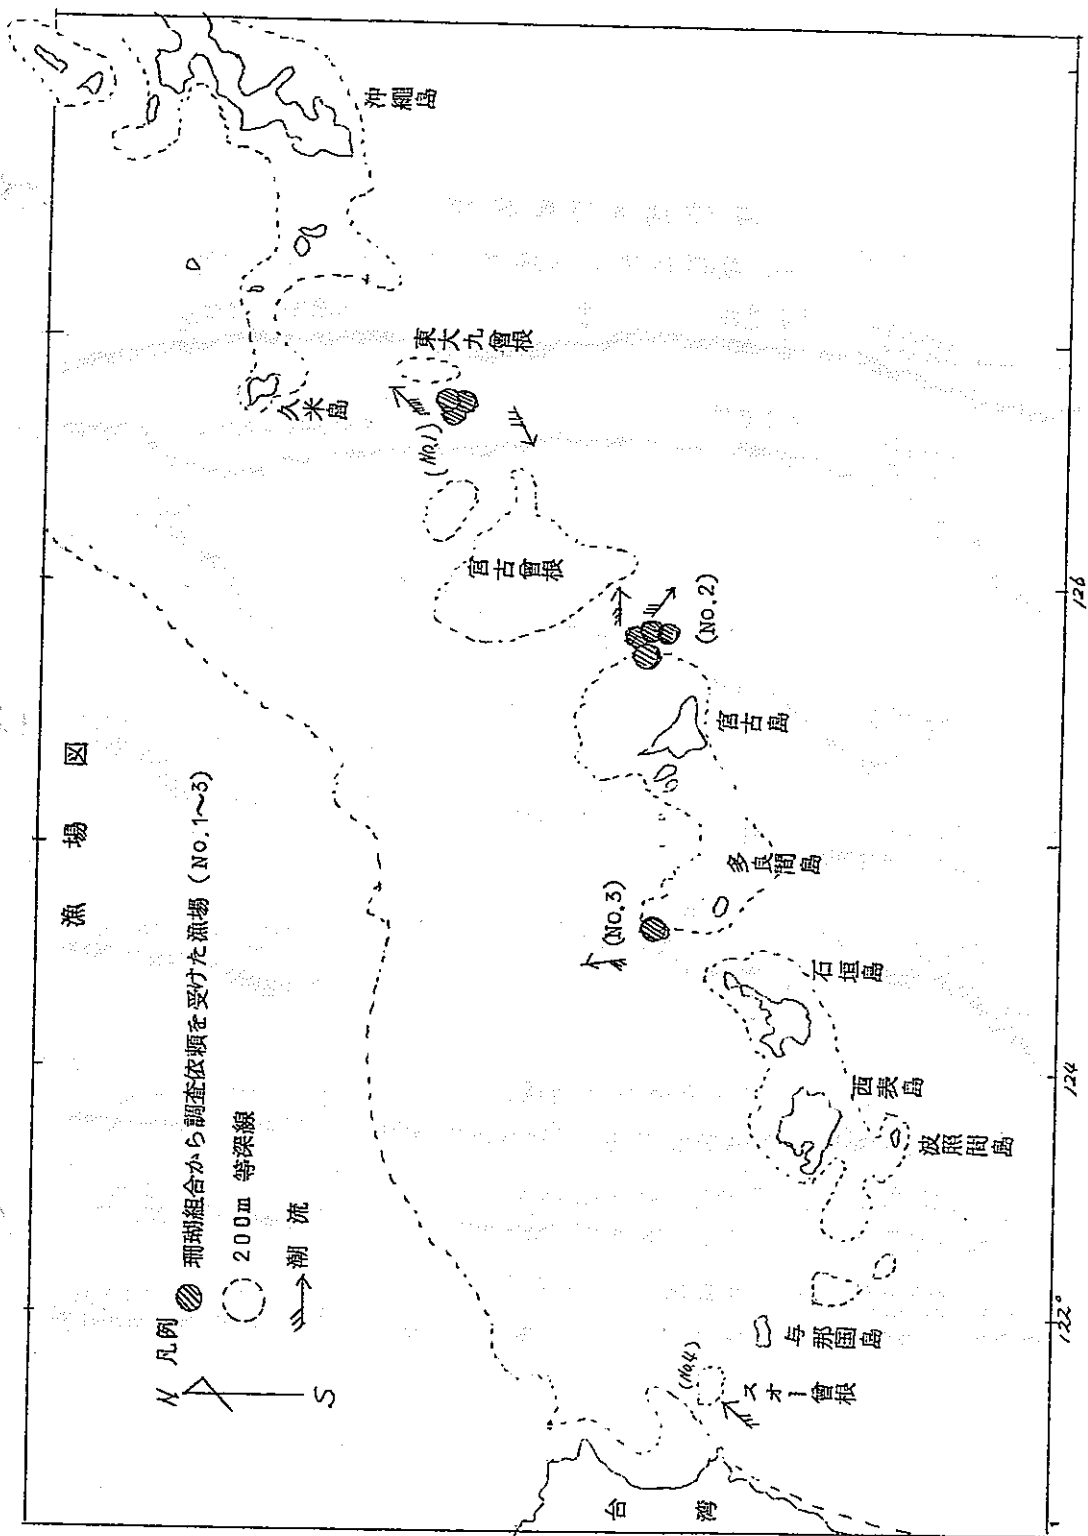 漁場図
N
S
凡例
珊瑚組合から調査依頼を受けた漁場(NO.1~3)
200m 等深線
潮流
沖縄島
久米島
東大九曾根
(No.1)
宮古曾根
(NO.2)
宮古島
多良間島
(NO.3)
石垣島
西表島
波照間島
与那国島
(No.4)
スオー曾根
台湾
122°
124
126